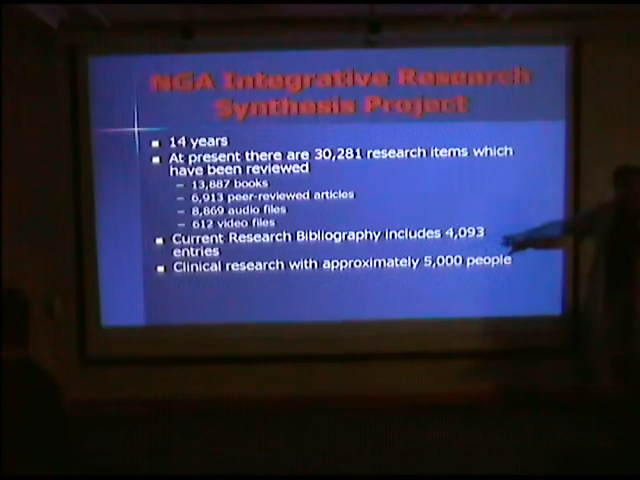 NGA Integrative Research
Synthesis Project
14 years
At present there are 30,281 research items which
have been reviewed
– 13,887 books
– 6,913 peer-reviewed articles
– 8,869 audio files
– 612 video files
Current Research Bibliography includes 4,093
entries
Clinical research with approximately 5,000 people